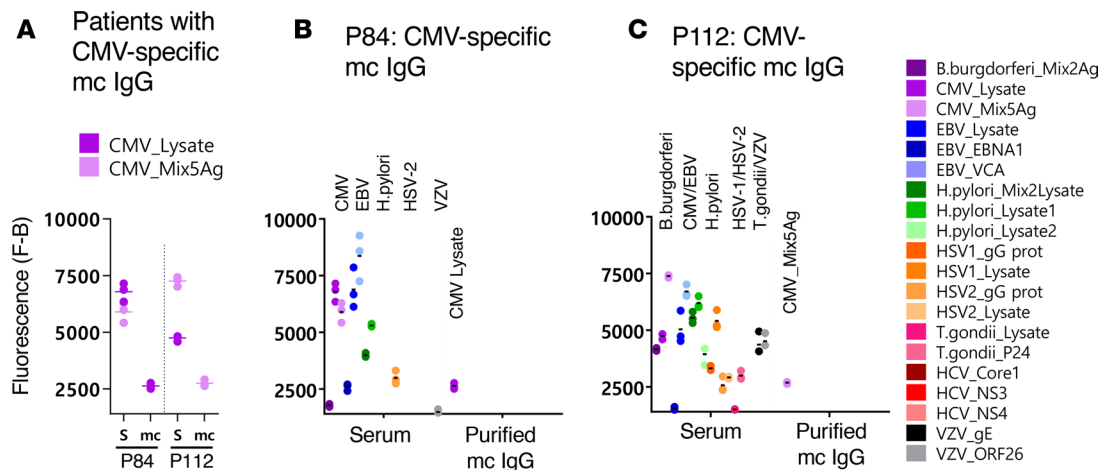 A
Patients with
CMV-specific
mc IgG
CMV_Lysate
CMV_Mix5Ag
Fluorescence (F-B)
10000
7500
5000
2500
S
mc
S
mc
P84
P112
B
P84: CMV-specific
mc IgG
CMV
EBV
H.pylori
HSV-2
VZV
CMV Lysate
10000
7500
5000
2500
Serum
Purified
mc IgG
C
P112: CMV-
specific mc IgG
B.burgdorferi
CMV/EBV
H.pylori
HSV-1/HSV-2
T.gondii/VZV
CMV_Mix5Ag
10000
7500
5000
2500
Serum
Purified
mc IgG
B.burgdorferi_Mix2Ag
CMV_Lysate
CMV_Mix5Ag
EBV_Lysate
EBV_EBNA1
EBV_VCA
H.pylori_Mix2Lysate
H.pylori_Lysate1
H.pylori_Lysate2
HSV1_gG prot
HSV1_Lysate
HSV2_gG prot
HSV2_Lysate
T.gondii_Lysate
T.gondii_P24
HCV_Core1
HCV_NS3
HCV_NS4
VZV_gE
VZV_ORF26